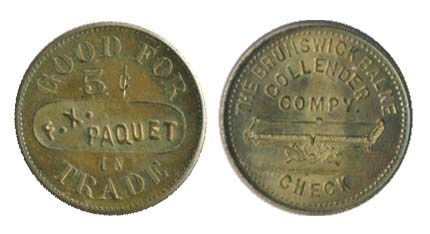 GOOD FOR
5 ¢
F.X. PAQUET
IN
TRADE
THE BRUNSWICK BALKE
COLLENDER
COMPY.
CHECK